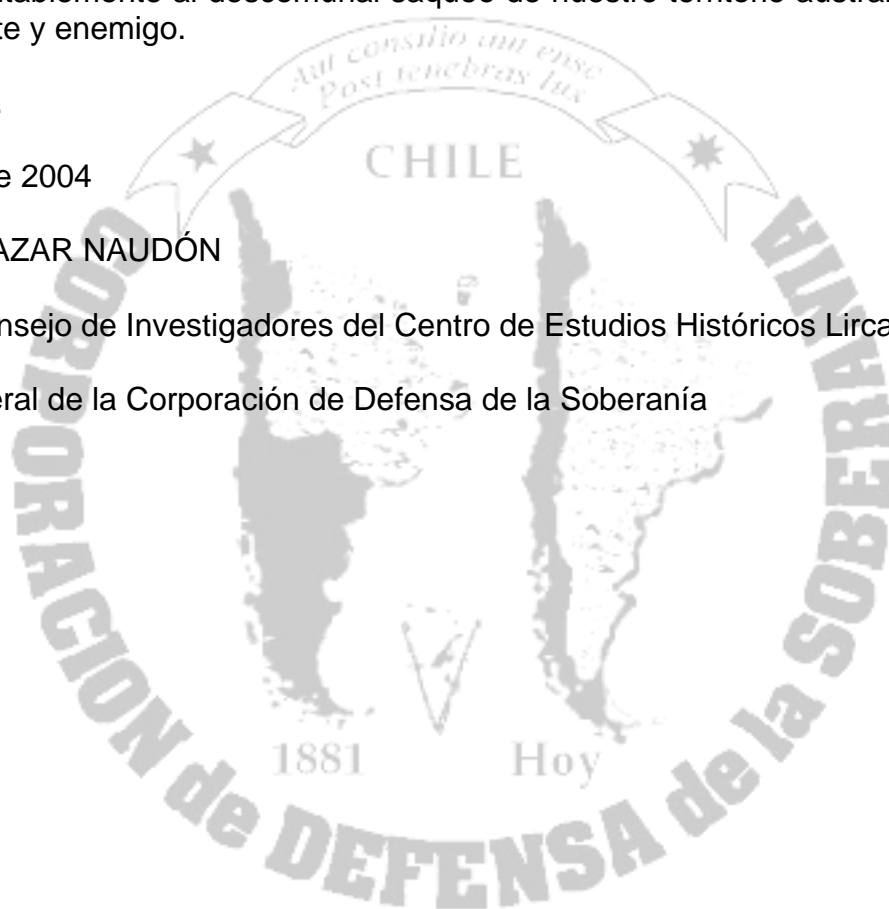 ntablemente al descomunal saqueo de nuestro territorio austral
te y enemigo.
e 2004
AZAR NAUDÓN
nsejo de Investigadores del Centro de Estudios Históricos Lirca
eral de la Corporación de Defensa de la Soberanía
Aut consilio aut ense
Post tenebras lux
CHILE
1881 Hoy
CORPORACION de DEFENSA de la SOBERANIA